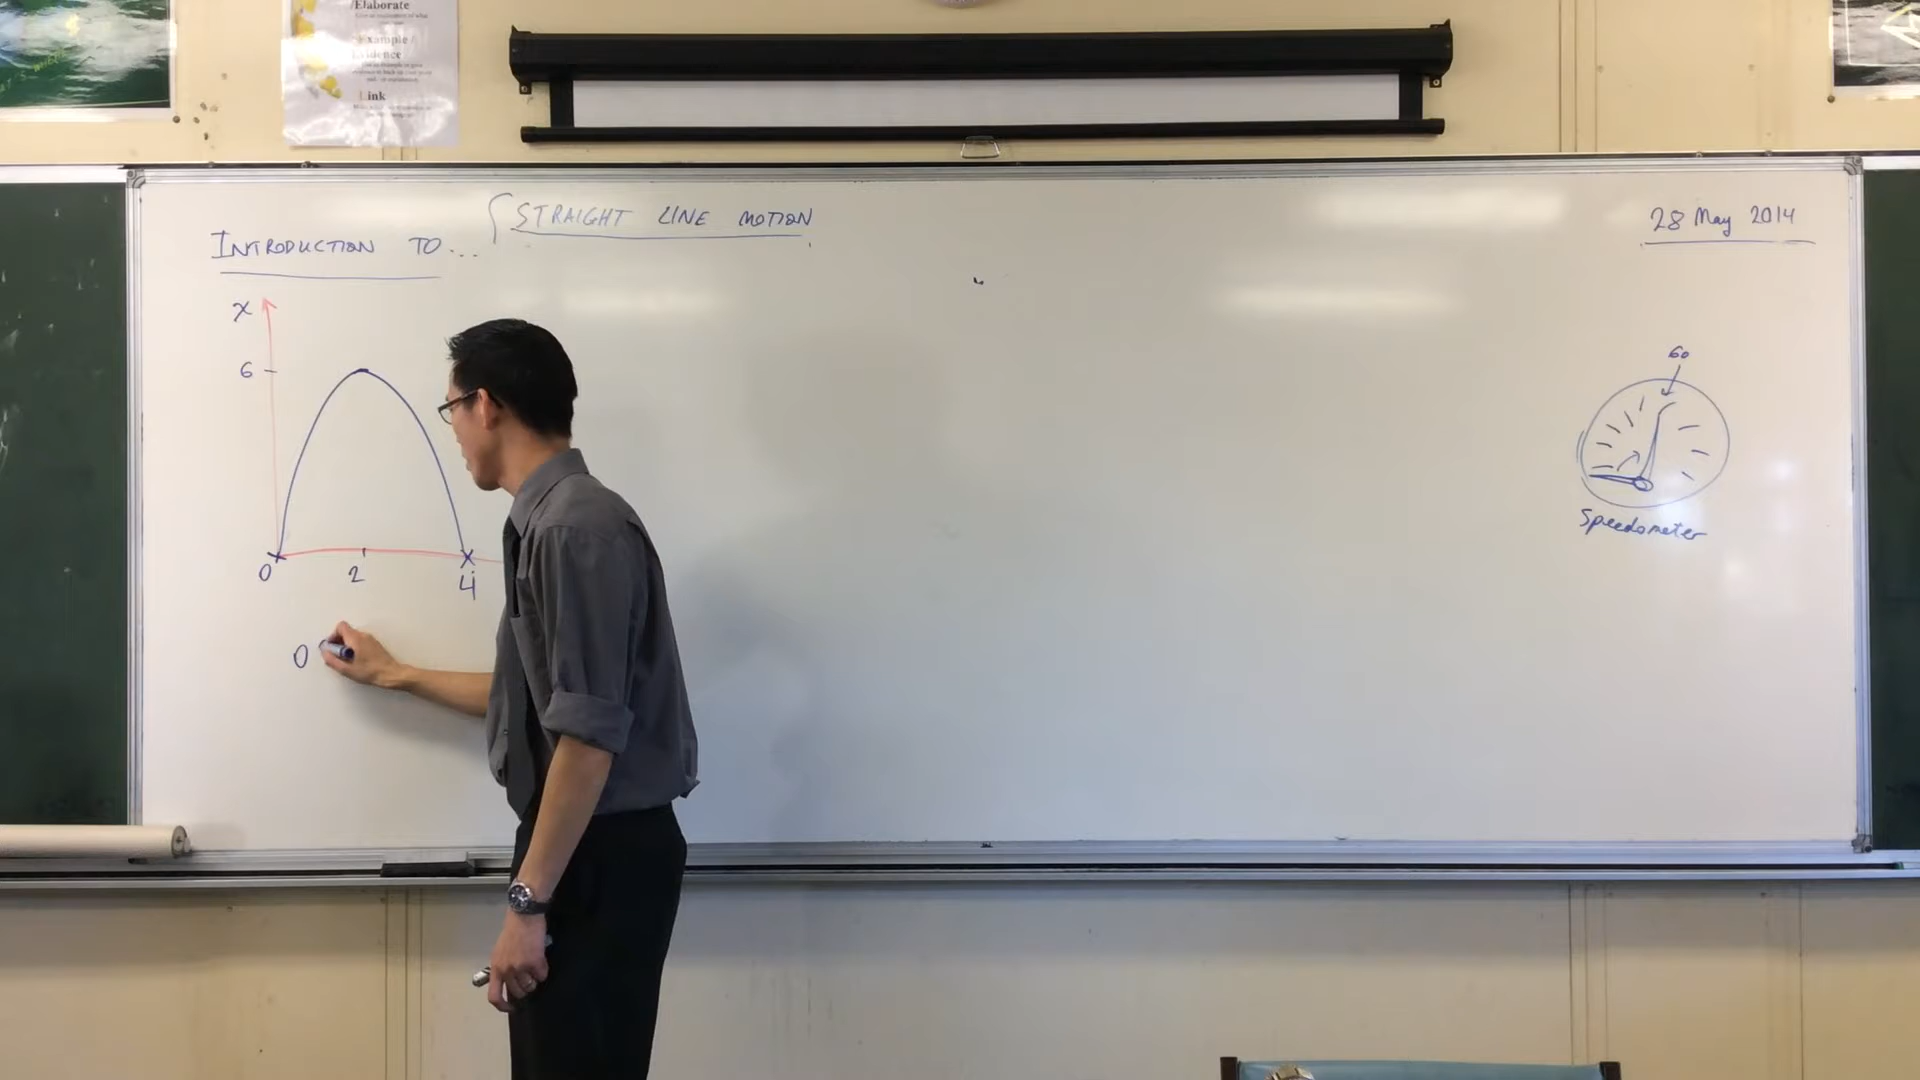 Elaborate
Example /
Evidence
Link
INTRODUCTION TO...
STRAIGHT LINE MOTION
28 May 2014
x
6
0
2
4
0
60
Speedometer